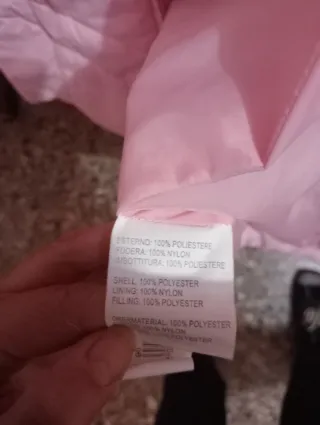 ESTERNO: 100% POLIESTERE
FODERA: 100% NYLON
IMBOTTITURA: 100% POLIESTERE
SHELL: 100% POLYESTER
LINING: 100% NYLON
FILLING: 100% POLYESTER
OBERMATERIAL: 100% POLYESTER
NYLON